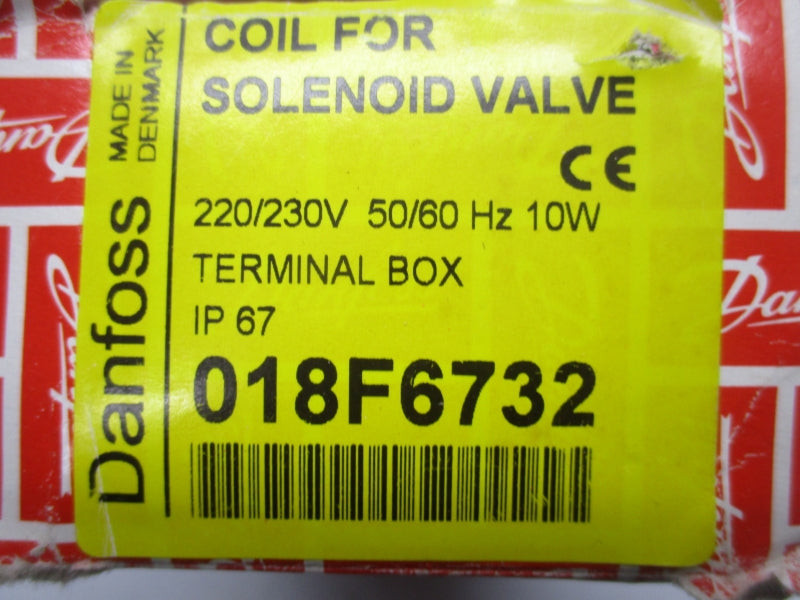 COIL FOR
SOLENOID VALVE
CE
220/230V 50/60 Hz 10W
TERMINAL BOX
IP 67
018F6732
Danfoss
MADE IN
DENMARK